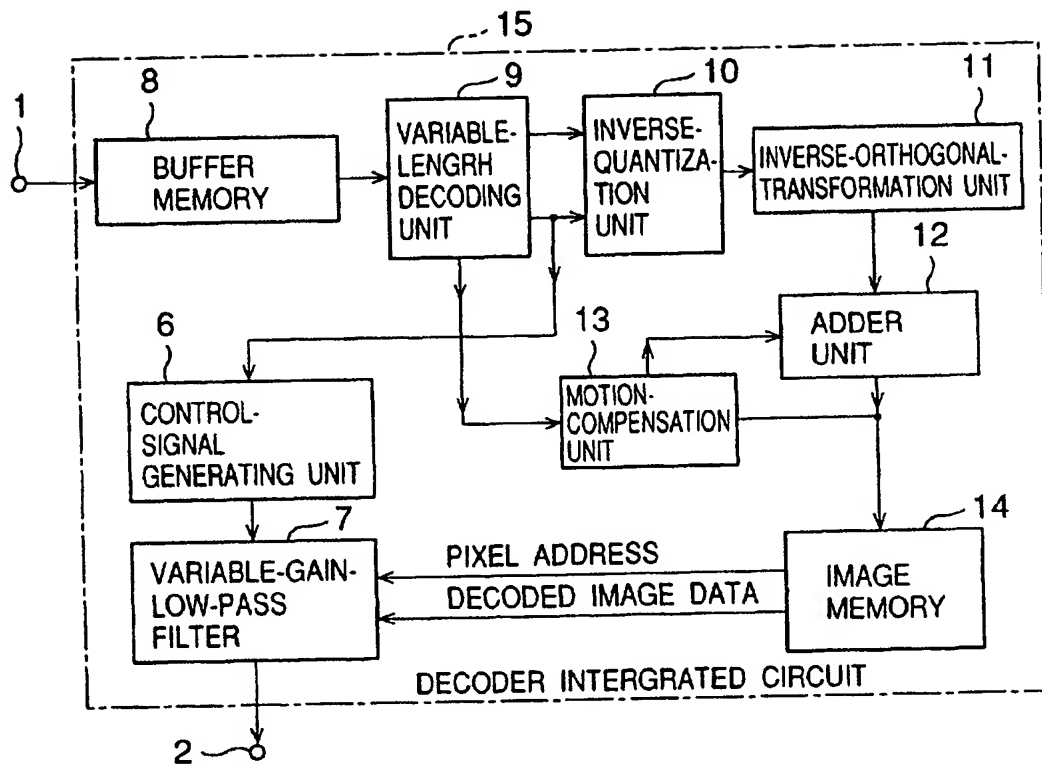 15
1
8
BUFFER
MEMORY
9
VARIABLE-
LENGRH
DECODING
UNIT
10
INVERSE-
QUANTIZA-
TION
UNIT
11
INVERSE-ORTHOGONAL-
TRANSFORMATION UNIT
12
ADDER
UNIT
13
MOTION-
COMPENSATION
UNIT
6
CONTROL-
SIGNAL
GENERATING UNIT
7
VARIABLE-GAIN-
LOW-PASS
FILTER
PIXEL ADDRESS
DECODED IMAGE DATA
14
IMAGE
MEMORY
DECODER INTERGRATED CIRCUIT
2